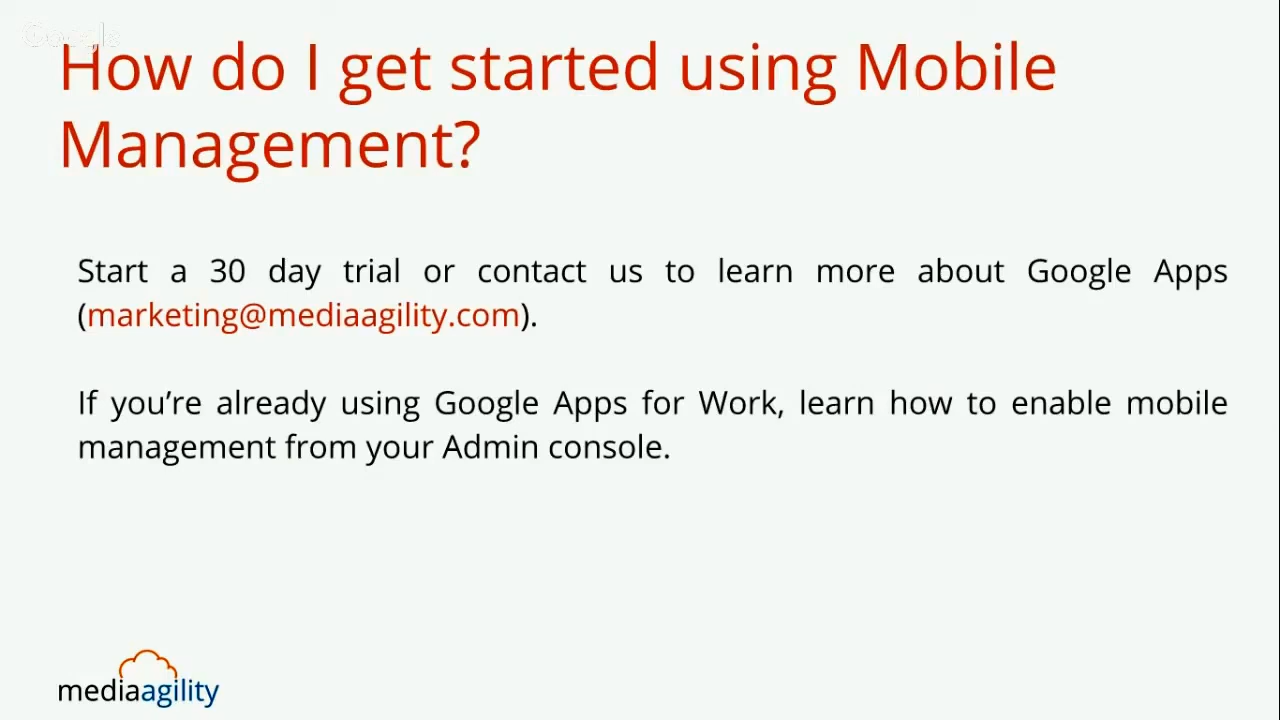 Google
How do I get started using Mobile
Management?
Start a 30 day trial or contact us to learn more about Google Apps
(marketing@mediaagility.com).
If you’re already using Google Apps for Work, learn how to enable mobile
management from your Admin console.
mediaagility